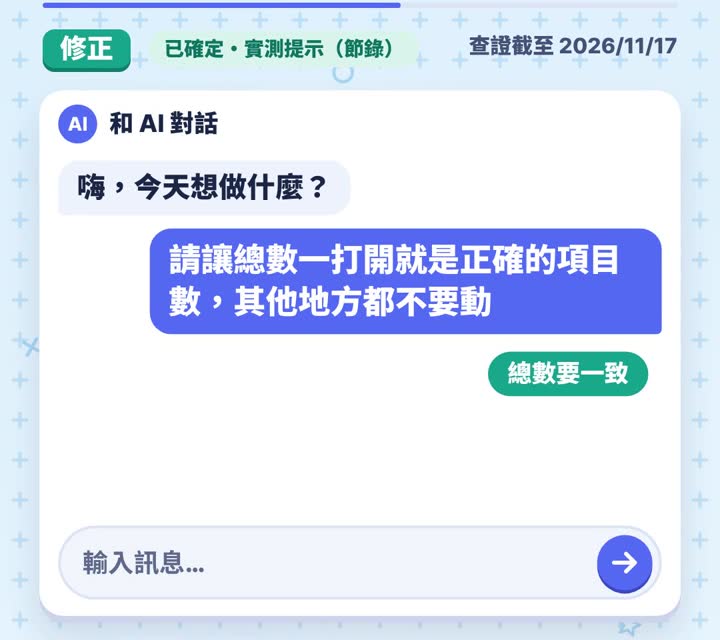 修正
已確定・實測提示（節錄）
查證截至 2026/11/17
AI
和 AI 對話
嗨，今天想做什麼？
請讓總數一打開就是正確的項目
數，其他地方都不要動
總數要一致
輸入訊息…